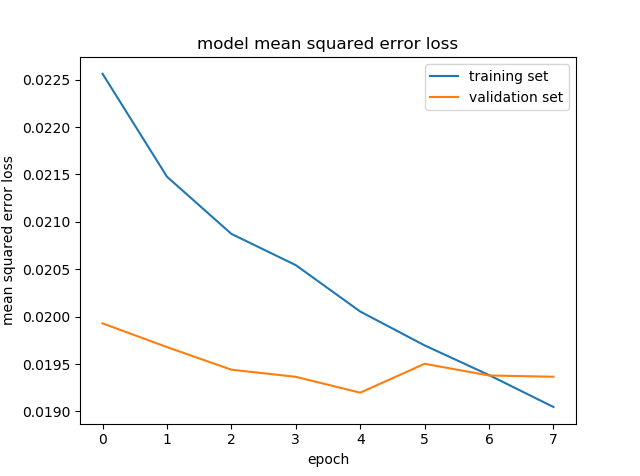 model mean squared error loss
training set
validation set
0.0225
0.0220
0.0215
0.0210
0.0205
0.0200
0.0195
0.0190
mean squared error loss
0 1 2 3 4 5 6 7
epoch